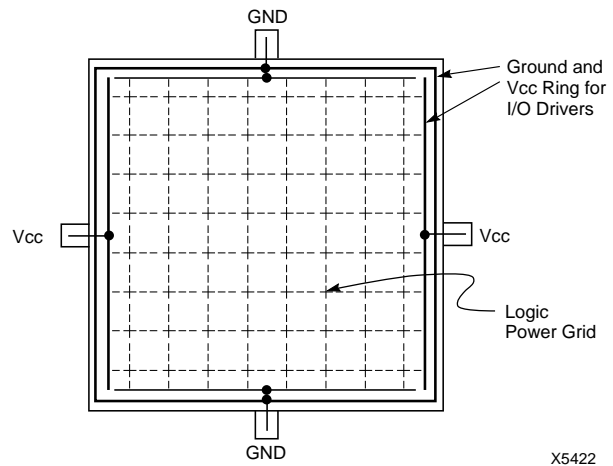 GND
Ground and
Vcc Ring for
I/O Drivers
Vcc
Vcc
Logic
Power Grid
GND
X5422